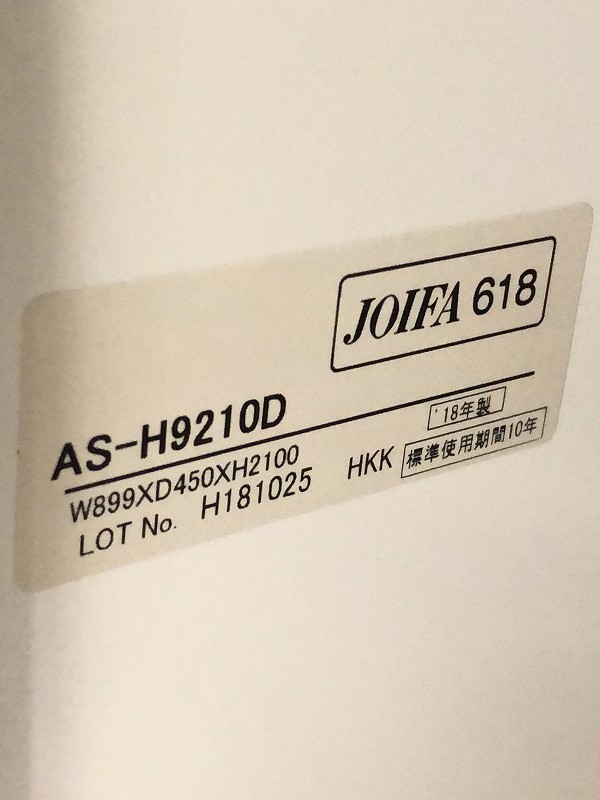 JOIFA 618
AS-H9210D
'18年製
W899XD450XH2100
HKK 標準使用期間10年
LOT No. H181025